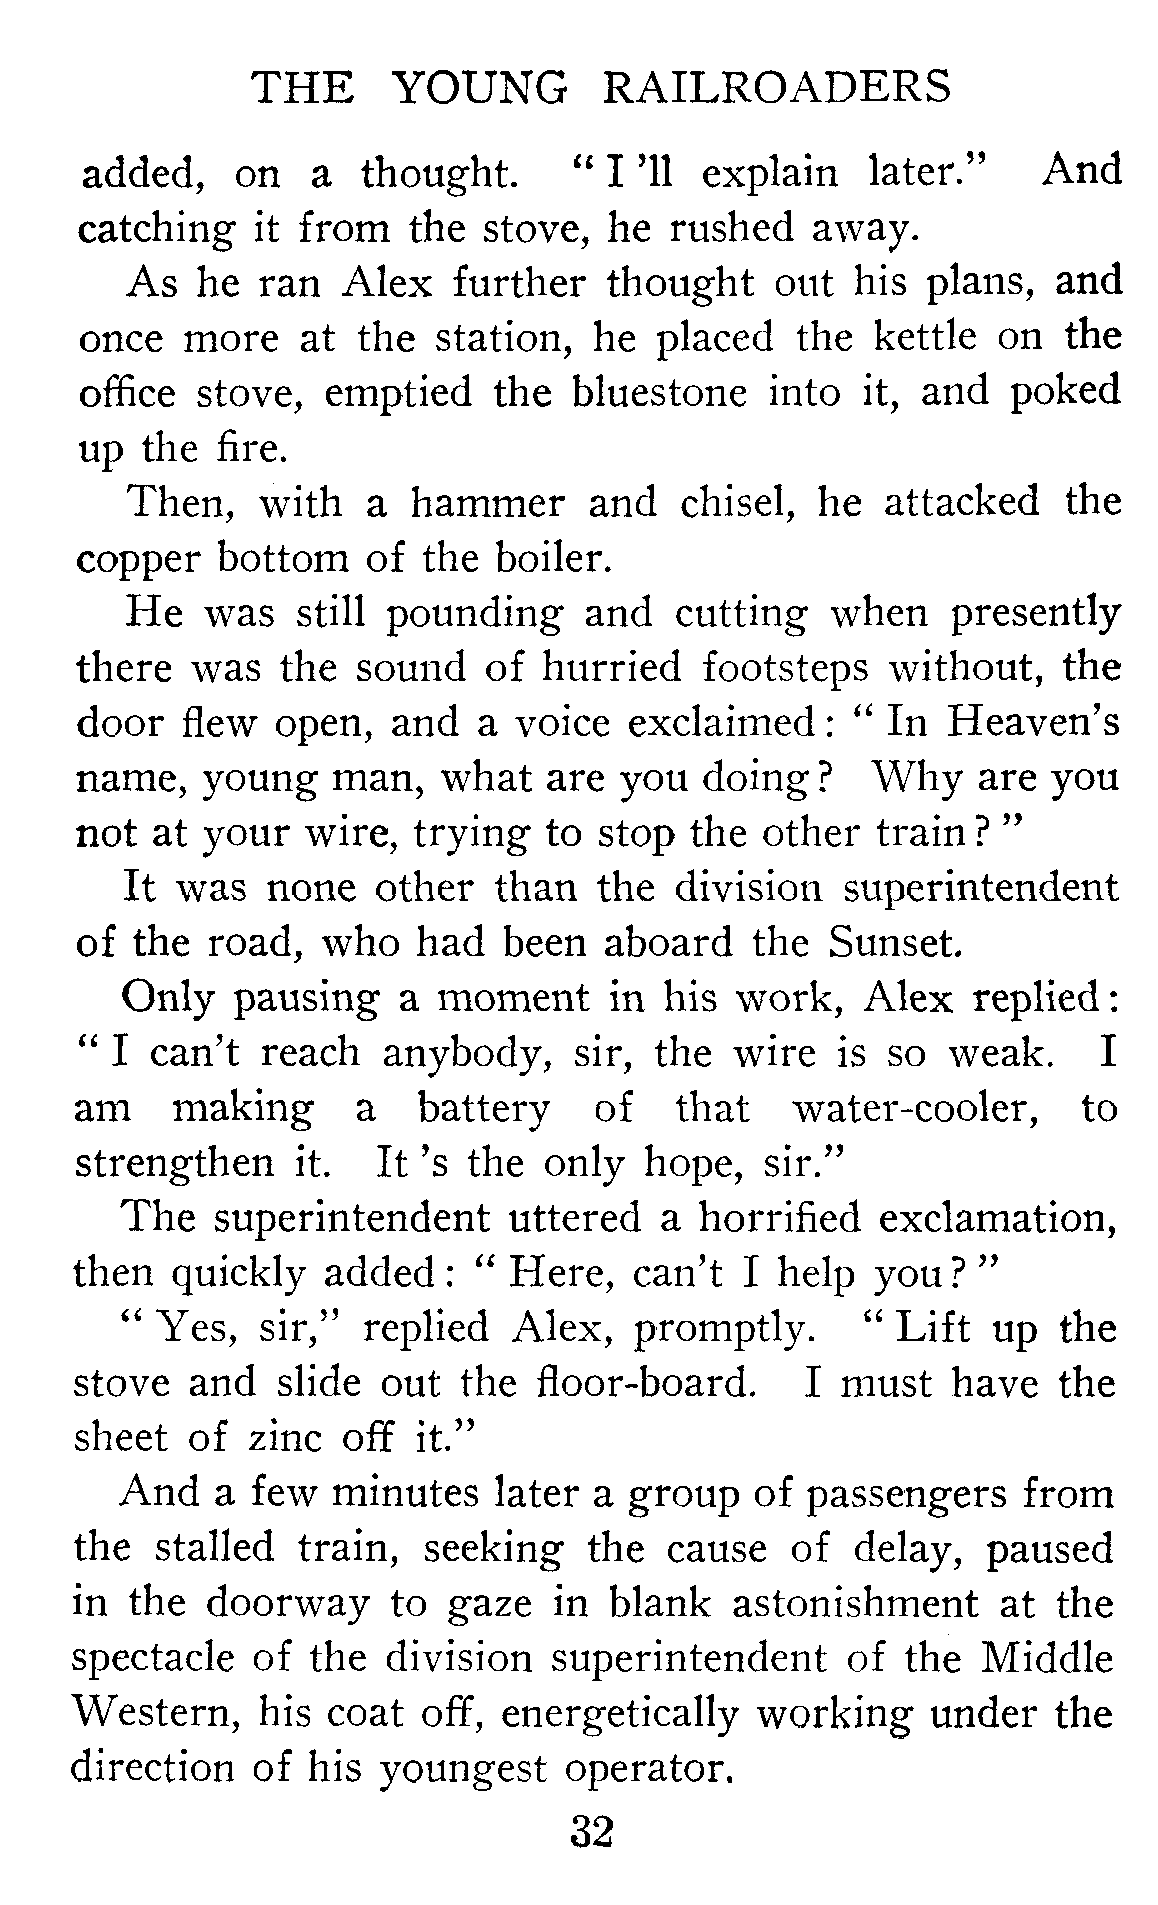 THE YOUNG RAILROADERS
added, on a thought. “ I ’ll explain later.” And
catching it from the stove, he rushed away.
As he ran Alex further thought out his plans, and
once more at the station, he placed the kettle on the
office stove, emptied the bluestone into it, and poked
up the fire.
Then, with a hammer and chisel, he attacked the
copper bottom of the boiler.
He was still pounding and cutting when presently
there was the sound of hurried footsteps without, the
door flew open, and a voice exclaimed : “ In Heaven’s
name, young man, what are you doing ? Why are you
not at your wire, trying to stop the other train ? ”
It was none other than the division superintendent
of the road, who had been aboard the Sunset.
Only pausing a moment in his work, Alex replied :
“ I can’t reach anybody, sir, the wire is so weak. I
am making a battery of that water-cooler, to
strengthen it. It ’s the only hope, sir.”
The superintendent uttered a horrified exclamation,
then quickly added : “ Here, can’t I help you ? ”
“ Yes, sir,” replied Alex, promptly. “ Lift up the
stove and slide out the floor-board. I must have the
sheet of zinc off it.”
And a few minutes later a group of passengers from
the stalled train, seeking the cause of delay, paused
in the doorway to gaze in blank astonishment at the
spectacle of the division superintendent of the Middle
Western, his coat off, energetically working under the
direction of his youngest operator.
32